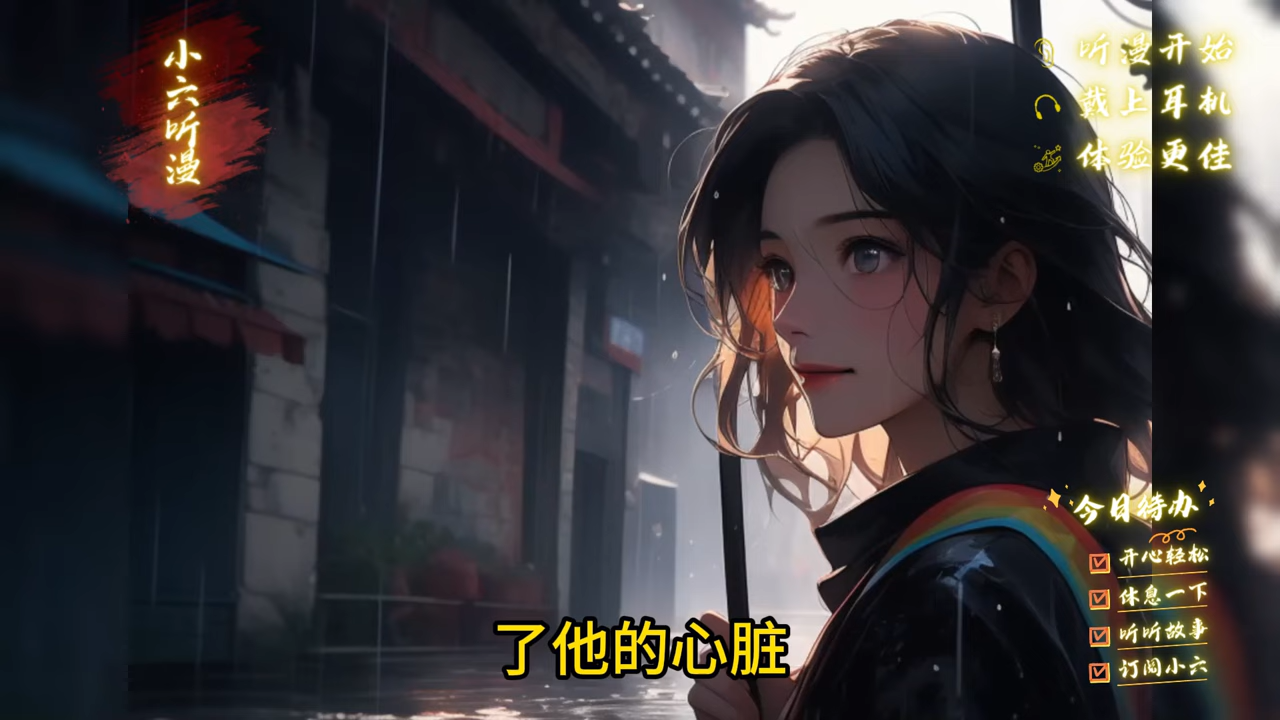 小六听漫
听漫开始
戴上耳机
体验更佳
今日待办
开心轻松
休息一下
听听故事
订阅小六
了他的心脏